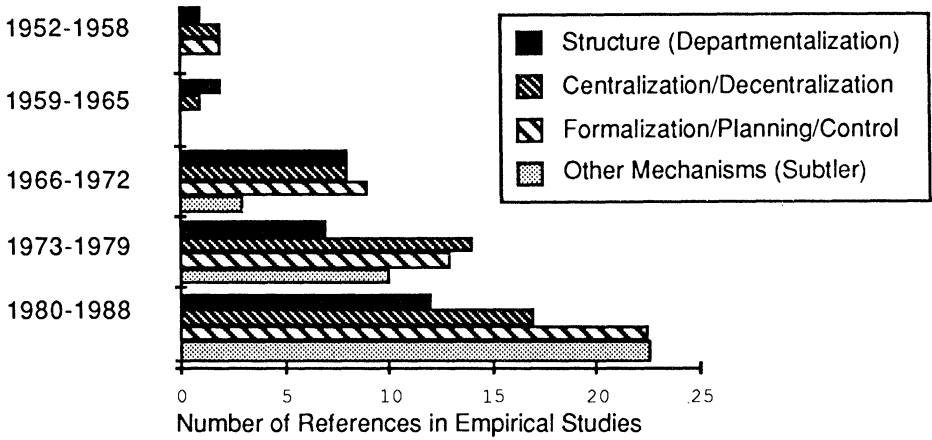 1952-1958
1959-1965
1966-1972
1973-1979
1980-1988
Structure (Departmentalization)
Centralization/Decentralization
Formalization/Planning/Control
Other Mechanisms (Subtler)
0 5 10 15 20 25
Number of References in Empirical Studies